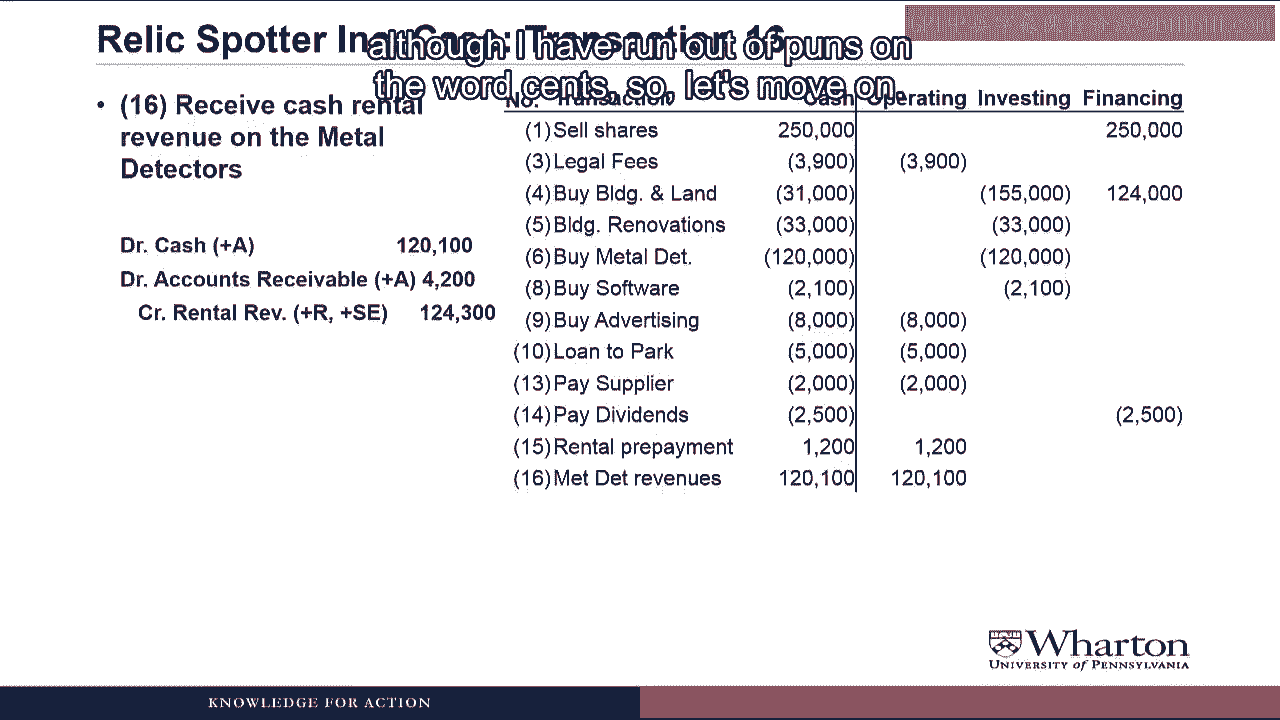 Relic Spotter Inc. Case: Transaction 16
although I have run out of puns on
the word cents, so, let's move on.
• (16) Receive cash rental
revenue on the Metal
Detectors
Dr. Cash (+A) 120,100
Dr. Accounts Receivable (+A) 4,200
Cr. Rental Rev. (+R, +SE) 124,300
No. Transaction Cash Operating Investing Financing
(1) Sell shares 250,000 250,000
(3) Legal Fees (3,900) (3,900)
(4) Buy Bldg. & Land (31,000) (155,000) 124,000
(5) Bldg. Renovations (33,000) (33,000)
(6) Buy Metal Det. (120,000) (120,000)
(8) Buy Software (2,100) (2,100)
(9) Buy Advertising (8,000) (8,000)
(10) Loan to Park (5,000) (5,000)
(13) Pay Supplier (2,000) (2,000)
(14) Pay Dividends (2,500) (2,500)
(15) Rental prepayment 1,200 1,200
(16) Met Det revenues 120,100 120,100
Wharton
UNIVERSITY of PENNSYLVANIA
KNOWLEDGE FOR ACTION